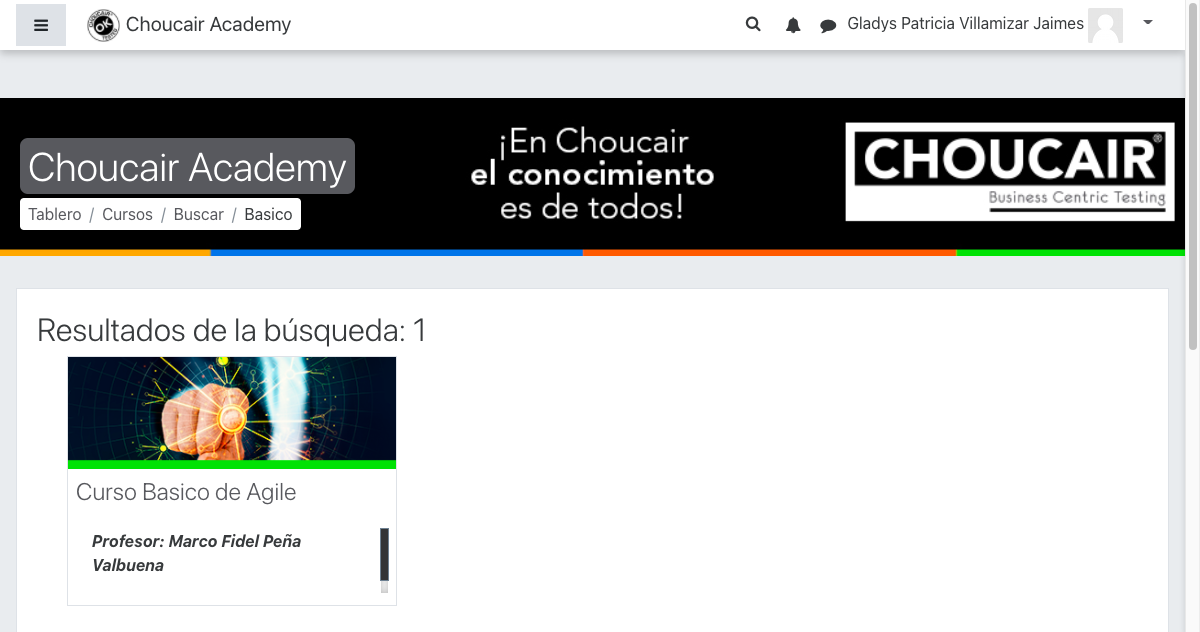 Choucair Academy
Gladys Patricia Villamizar Jaimes
¡En Choucair
el conocimiento
es de todos!
CHOUCAIR®
Business Centric Testing
Choucair Academy
Tablero / Cursos / Buscar / Basico
Resultados de la búsqueda: 1
Curso Basico de Agile
Profesor: Marco Fidel Peña
Valbuena